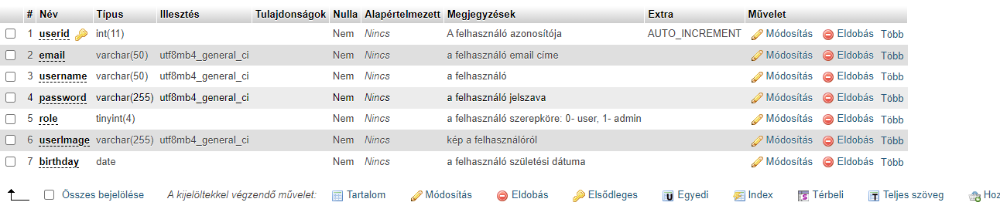 # Név Típus Illesztés Tulajdonságok Nulla Alapértelmezett Megjegyzések Extra Művelet
1 userid int(11) Nem Nincs A felhasználó azonosítója AUTO_INCREMENT Módosítás Eldobás Több
2 email varchar(50) utf8mb4_general_ci Nem Nincs a felhasználó email címe Módosítás Eldobás Több
3 username varchar(50) utf8mb4_general_ci Nem Nincs a felhasználó Módosítás Eldobás Több
4 password varchar(255) utf8mb4_general_ci Nem Nincs a felhasználó jelszava Módosítás Eldobás Több
5 role tinyint(4) Nem Nincs a felhasználó szerepköre: 0- user, 1- admin Módosítás Eldobás Több
6 userImage varchar(255) utf8mb4_general_ci Nem Nincs kép a felhasználóról Módosítás Eldobás Több
7 birthday date Nem Nincs a felhasználó születési dátuma Módosítás Eldobás Több
Összes bejelölése A kijelöltekkel végzendő művelet: Tartalom Módosítás Eldobás Elsődleges U Egyedi Index S Térbeli T Teljes szöveg Hoz